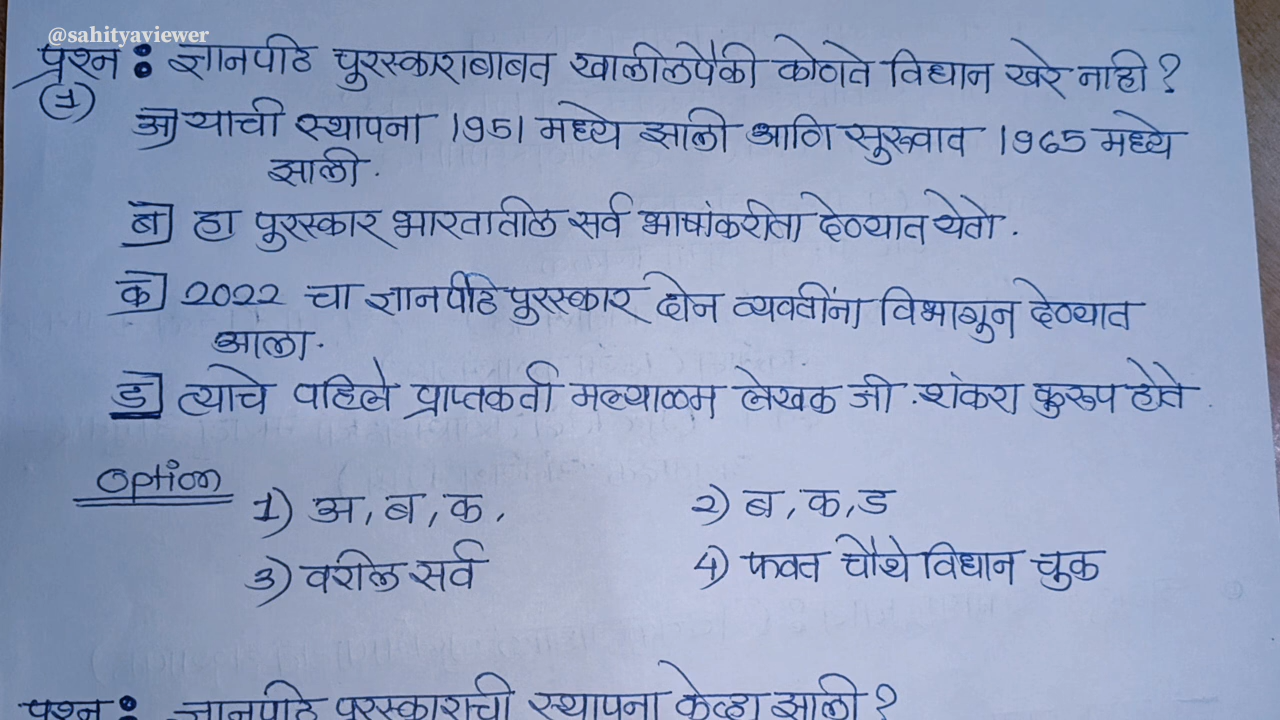 @sahityaviewer
प्रश्न : ज्ञानपीठ पुरस्काराबाबत खालीलपैकी कोणते विधान खरे नाही ?
(1)
अ) याची स्थापना 1951 मध्ये झाली आणि सुरूवात 1965 मध्ये
झाली.
ब) हा पुरस्कार भारतातील सर्व भाषांकरीता देण्यात येतो.
क) 2022 चा ज्ञानपीठ पुरस्कार दोन व्यक्तींना विभागून देण्यात
आला.
ड) त्याचे पहिले प्राप्तकर्ता मल्याळम लेखक जी. शंकरा कुरूप होते.
Option
1) अ, ब, क, 2) ब, क, ड
3) वरील सर्व 4) फक्त चौथे विधान चुक
प्रश्न : ज्ञानपीठ पुरस्काराची स्थापना केव्हा झाली ?